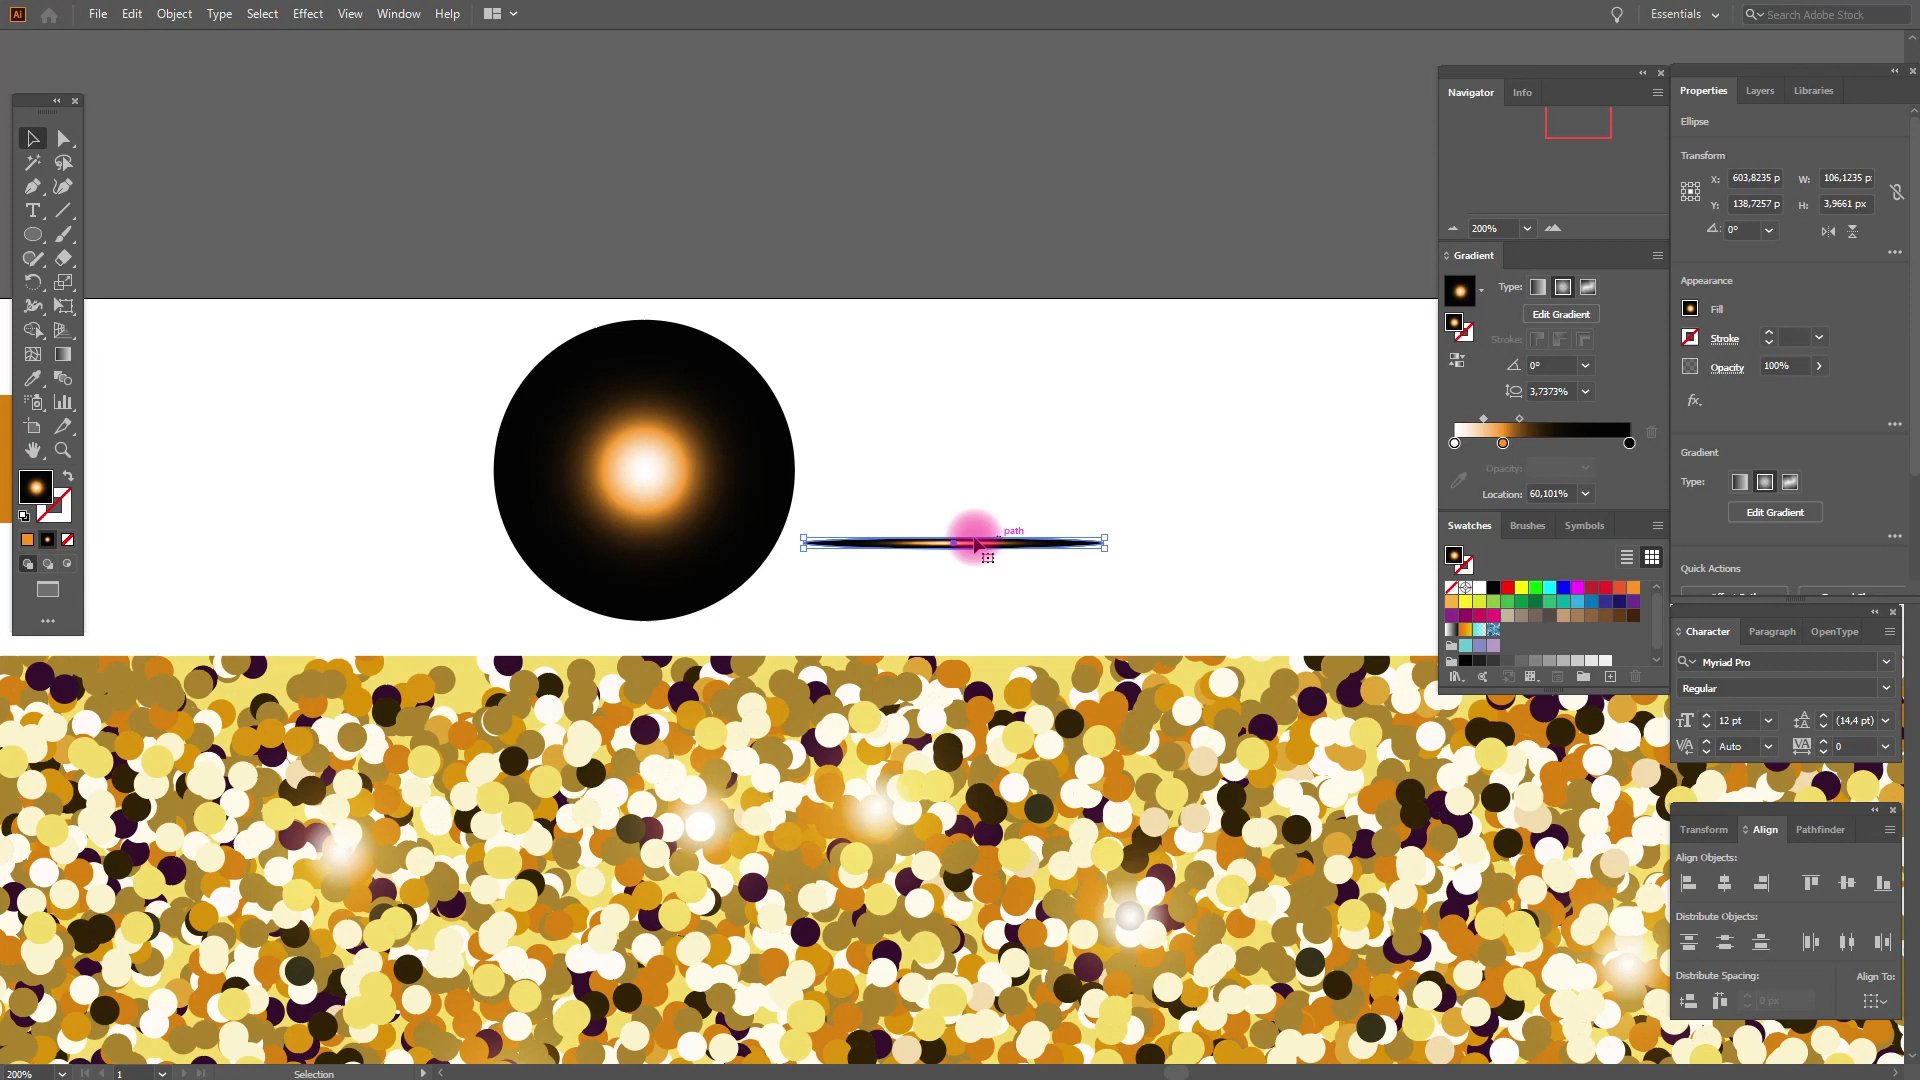 Ai File Edit Object Type Select Effect View Window Help Essentials Search Adobe Stock
Navigator Info
200%
Gradient
Type:
Edit Gradient
Stroke:
0°
3,7373%
Opacity:
Location: 60,101%
Swatches Brushes Symbols
Properties Layers Libraries
Ellipse
Transform
X: 603,8235 p W: 106,1235 p
Y: 138,7257 p H: 3,9661 px
0°
Appearance
Fill
Stroke
Opacity 100%
fx.
Gradient
Type:
Edit Gradient
Quick Actions
Character Paragraph OpenType
Myriad Pro
Regular
12 pt (14,4 pt)
Auto 0
Transform Align Pathfinder
Align Objects:
Distribute Objects:
Distribute Spacing: Align To:
0 px
path
200% 1 Selection